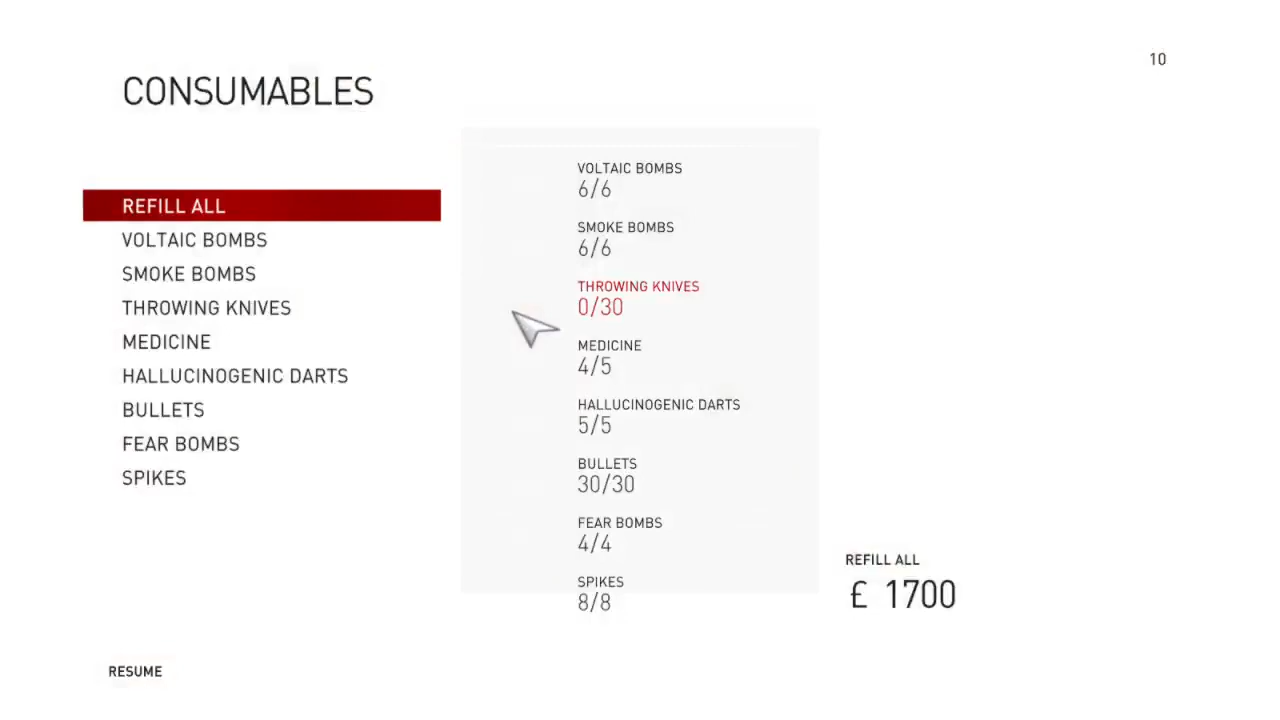 10
CONSUMABLES
REFILL ALL
VOLTAIC BOMBS
SMOKE BOMBS
THROWING KNIVES
MEDICINE
HALLUCINOGENIC DARTS
BULLETS
FEAR BOMBS
SPIKES
VOLTAIC BOMBS
6/6
SMOKE BOMBS
6/6
THROWING KNIVES
0/30
MEDICINE
4/5
HALLUCINOGENIC DARTS
5/5
BULLETS
30/30
FEAR BOMBS
4/4
SPIKES
8/8
REFILL ALL
£ 1700
RESUME